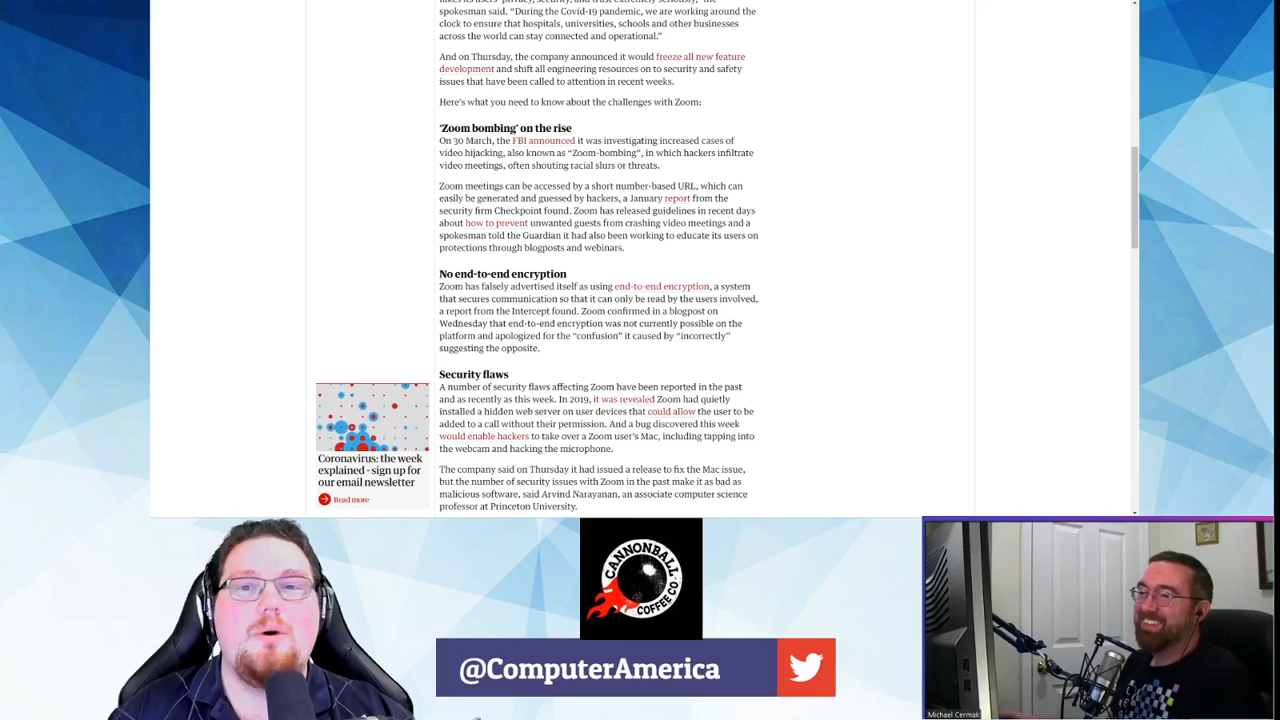 takes its users' privacy, security, and trust extremely seriously," the
spokesman said. “During the Covid-19 pandemic, we are working around the
clock to ensure that hospitals, universities, schools and other businesses
across the world can stay connected and operational.”
And on Thursday, the company announced it would freeze all new feature
development and shift all engineering resources on to security and safety
issues that have been called to attention in recent weeks.
Here’s what you need to know about the challenges with Zoom:
‘Zoom bombing’ on the rise
On 30 March, the FBI announced it was investigating increased cases of
video hijacking, also known as “Zoom-bombing”, in which hackers infiltrate
video meetings, often shouting racial slurs or threats.
Zoom meetings can be accessed by a short number-based URL, which can
easily be generated and guessed by hackers, a January report from the
security firm Checkpoint found. Zoom has released guidelines in recent days
about how to prevent unwanted guests from crashing video meetings and a
spokesman told the Guardian it had also been working to educate its users on
protections through blogposts and webinars.
No end-to-end encryption
Zoom has falsely advertised itself as using end-to-end encryption, a system
that secures communication so that it can only be read by the users involved,
a report from the Intercept found. Zoom confirmed in a blogpost on
Wednesday that end-to-end encryption was not currently possible on the
platform and apologized for the “confusion” it caused by “incorrectly”
suggesting the opposite.
Security flaws
A number of security flaws affecting Zoom have been reported in the past
and as recently as this week. In 2019, it was revealed Zoom had quietly
installed a hidden web server on user devices that could allow the user to be
added to a call without their permission. And a bug discovered this week
would enable hackers to take over a Zoom user’s Mac, including tapping into
the webcam and hacking the microphone.
The company said on Thursday it had issued a release to fix the Mac issue,
but the number of security issues with Zoom in the past make it as bad as
malicious software, said Arvind Narayanan, an associate computer science
professor at Princeton University.
Coronavirus: the week
explained - sign up for
our email newsletter
Read more
CANNONBALL
COFFEE CO.
@ComputerAmerica
Michael Cermak